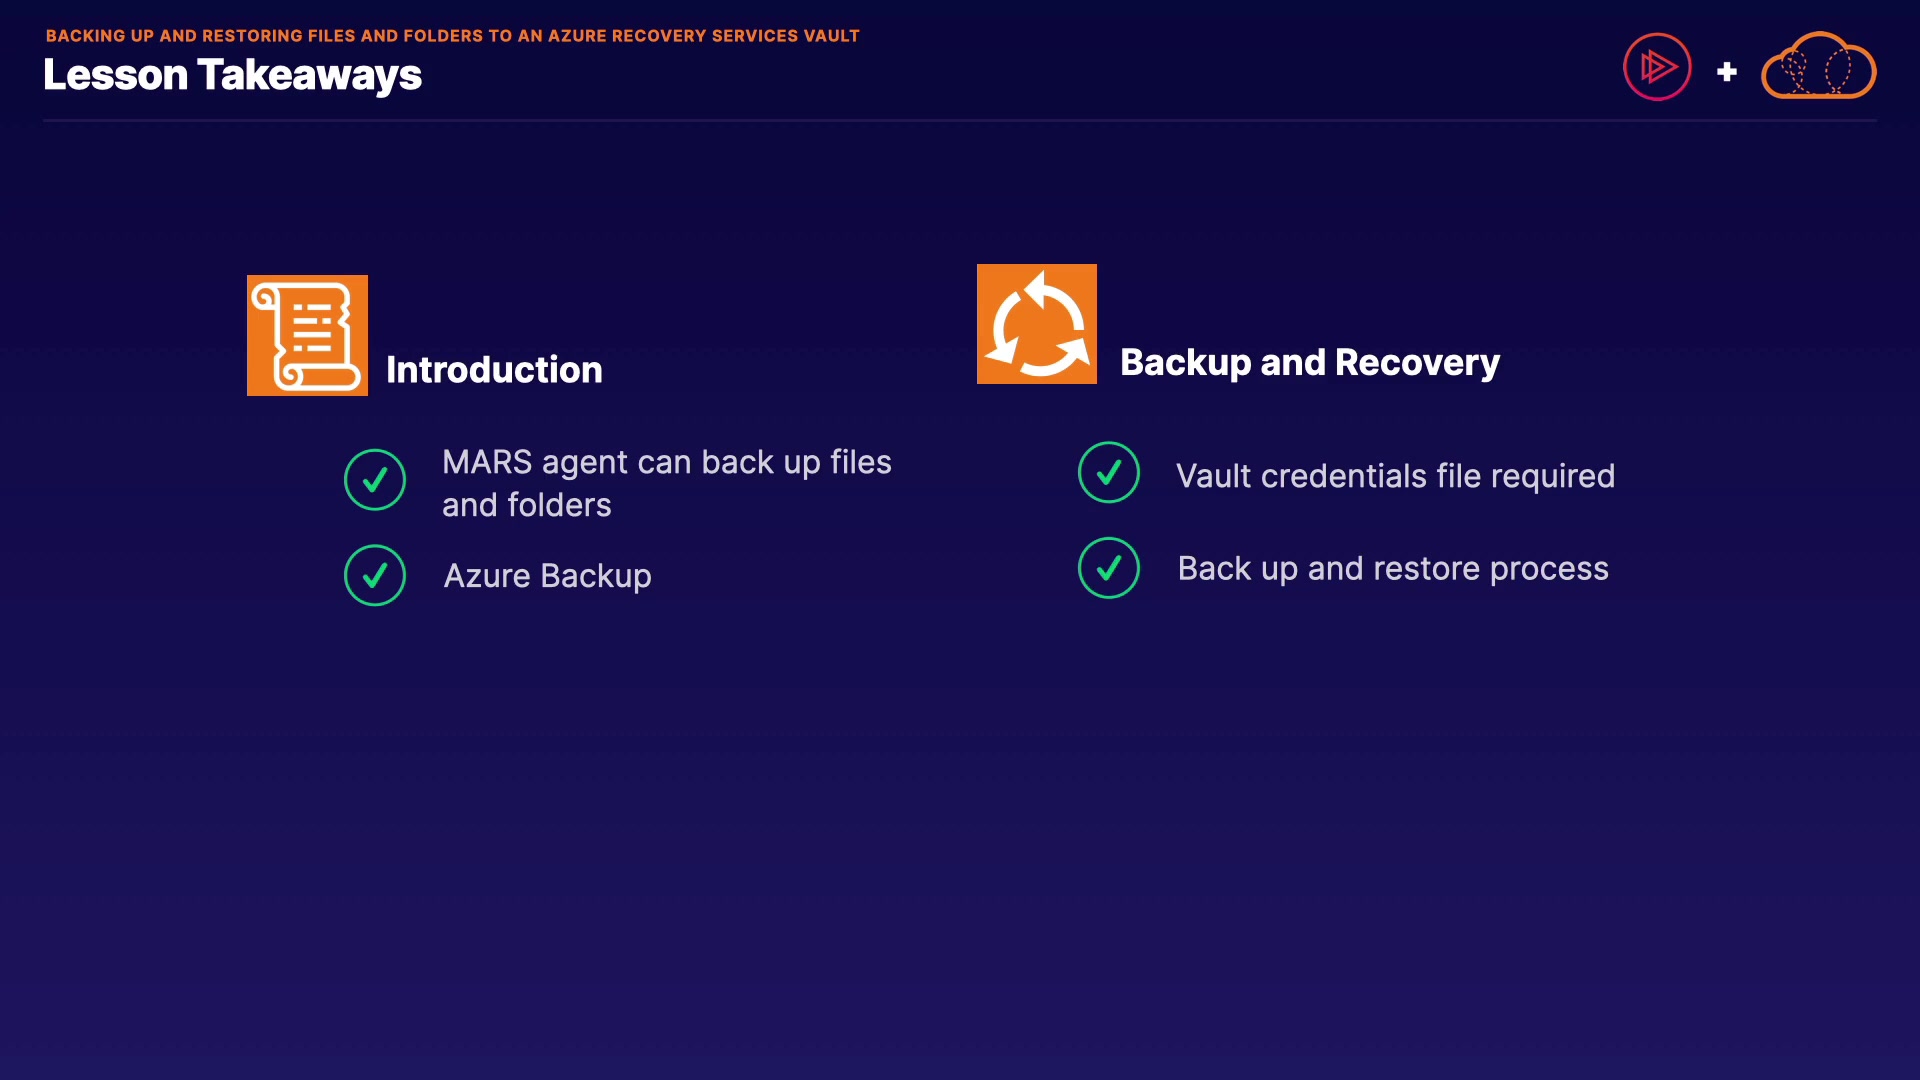 BACKING UP AND RESTORING FILES AND FOLDERS TO AN AZURE RECOVERY SERVICES VAULT
Lesson Takeaways
Introduction
MARS agent can back up files
and folders
Azure Backup
Backup and Recovery
Vault credentials file required
Back up and restore process